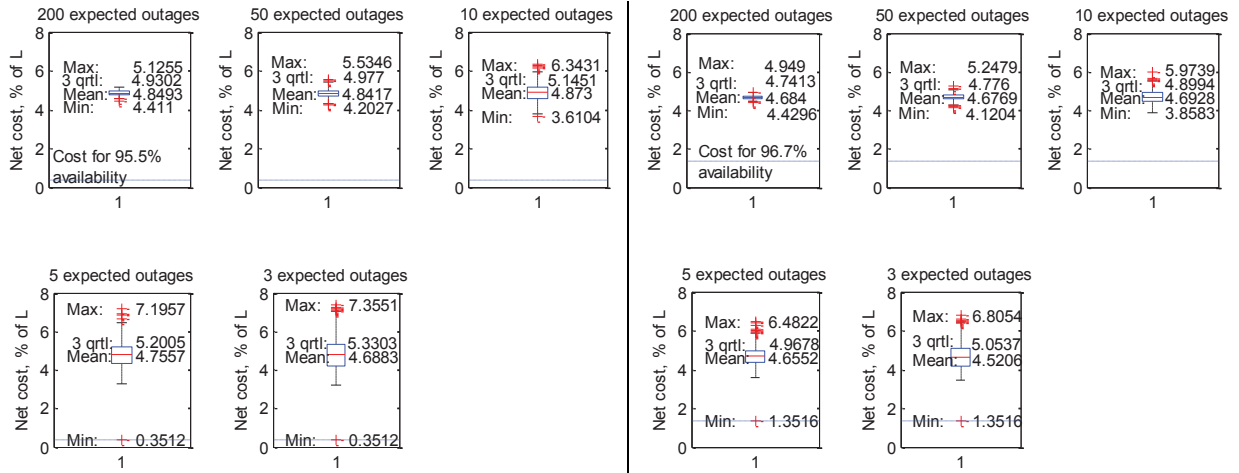 200 expected outages
Net cost, % of L
8
6
4
2
0
Max: 5.1255
3 qrtl: 4.9302
Mean: 4.8493
Min: 4.411
Cost for 95.5%
availability
1
50 expected outages
Net cost, % of L
8
6
4
2
0
Max: 5.5346
3 qrtl: 4.977
Mean: 4.8417
Min: 4.2027
1
10 expected outages
Net cost, % of L
8
6
4
2
0
Max: 6.3431
3 qrtl: 5.1451
Mean: 4.873
Min: 3.6104
1
5 expected outages
Net cost, % of L
8
6
4
2
0
Max: 7.1957
3 qrtl: 5.2005
Mean: 4.7557
Min: 0.3512
1
3 expected outages
Net cost, % of L
8
6
4
2
0
Max: 7.3551
3 qrtl: 5.3303
Mean: 4.6883
Min: 0.3512
1
200 expected outages
Net cost, % of L
8
6
4
2
0
Max: 4.949
3 qrtl: 4.7413
Mean: 4.684
Min: 4.4296
Cost for 96.7%
availability
1
50 expected outages
Net cost, % of L
8
6
4
2
0
Max: 5.2479
3 qrtl: 4.776
Mean: 4.6769
Min: 4.1204
1
10 expected outages
Net cost, % of L
8
6
4
2
0
Max: 5.9739
3 qrtl: 4.8994
Mean: 4.6928
Min: 3.8583
1
5 expected outages
Net cost, % of L
8
6
4
2
0
Max: 6.4822
3 qrtl: 4.9678
Mean: 4.6552
Min: 1.3516
1
3 expected outages
Net cost, % of L
8
6
4
2
0
Max: 6.8054
3 qrtl: 5.0537
Mean: 4.5206
Min: 1.3516
1